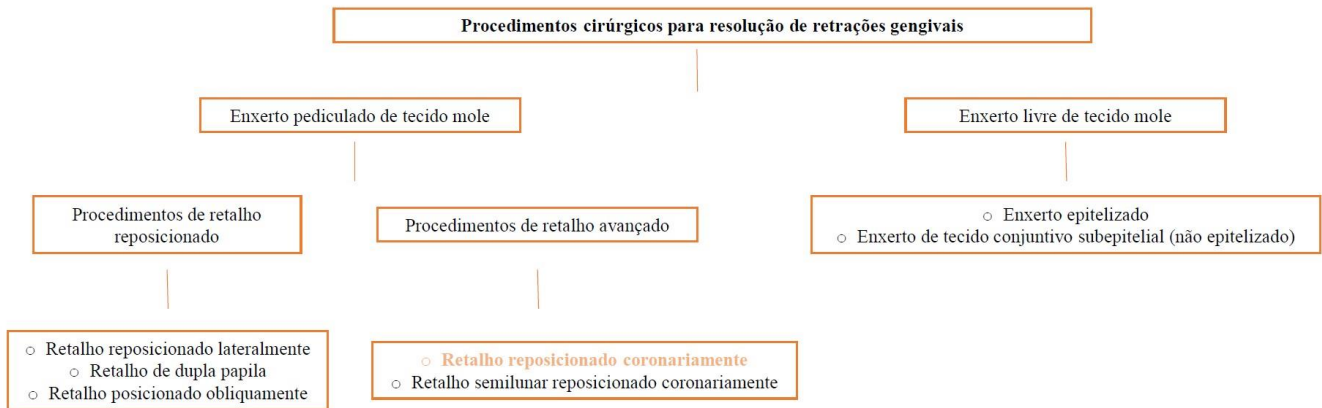 Procedimentos cirúrgicos para resolução de retrações gengivais
Enxerto pediculado de tecido mole
Enxerto livre de tecido mole
Procedimentos de retalho
reposicionado
Procedimentos de retalho avançado
○ Enxerto epitelizado
○ Enxerto de tecido conjuntivo subepitelial (não epitelizado)
○ Retalho reposicionado lateralmente
○ Retalho de dupla papila
○ Retalho posicionado obliquamente
○ Retalho reposicionado coronariamente
○ Retalho semilunar reposicionado coronariamente